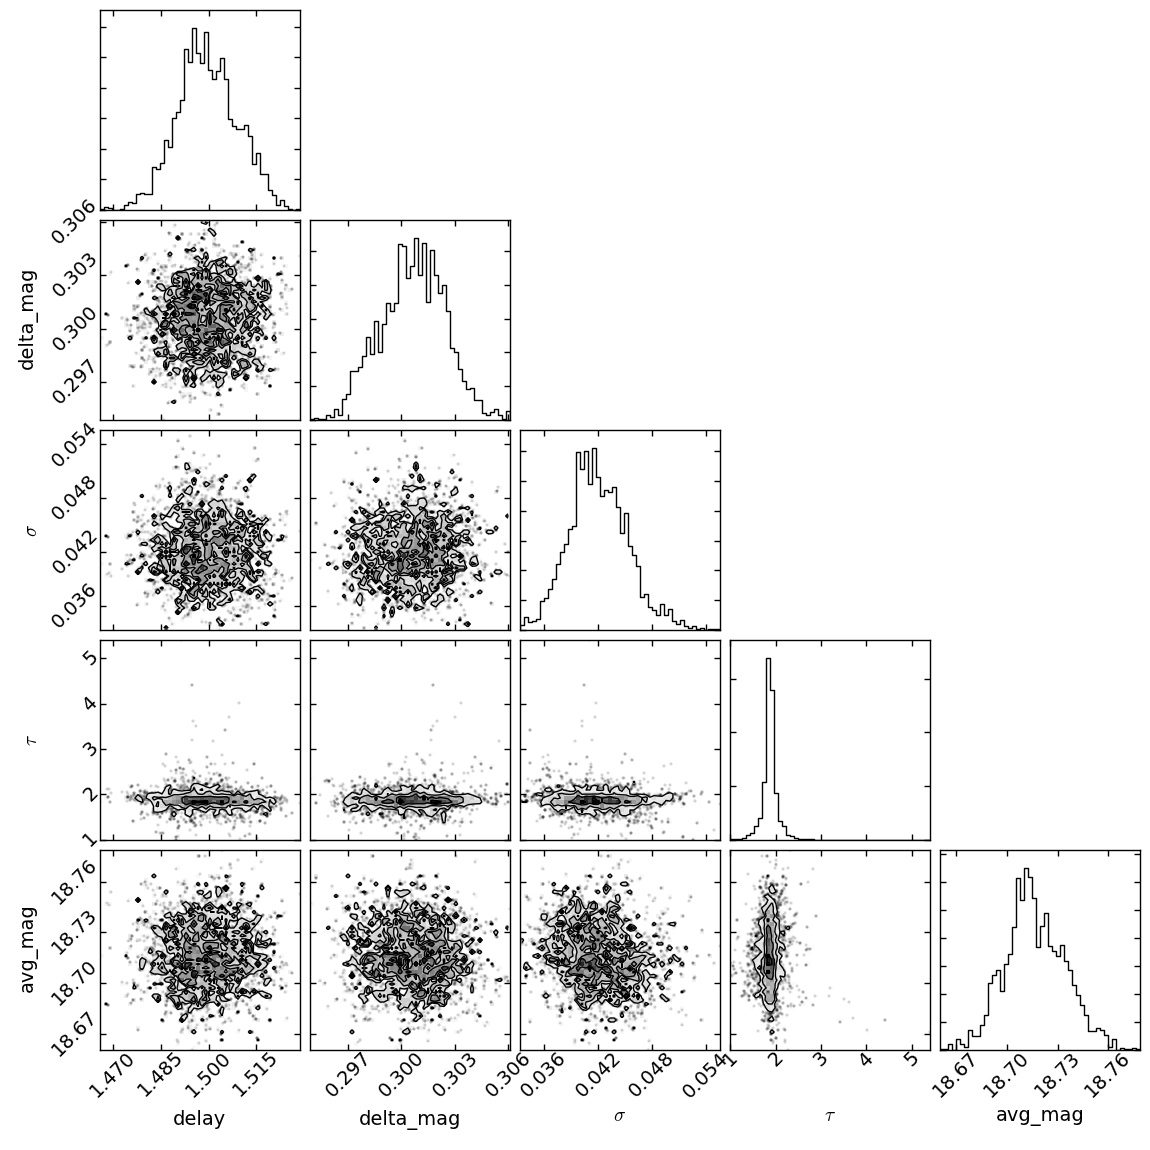 0.306
0.303
0.300
0.297
delta_mag
0.054
0.048
0.042
0.036
σ
5
4
3
2
1
τ
18.76
18.73
18.70
18.67
avg_mag
1.470 1.485 1.500 1.515
0.297 0.300 0.303 0.306
0.036 0.042 0.048 0.054
1 2 3 4 5
18.67 18.70 18.73 18.76
delay delta_mag σ τ avg_mag